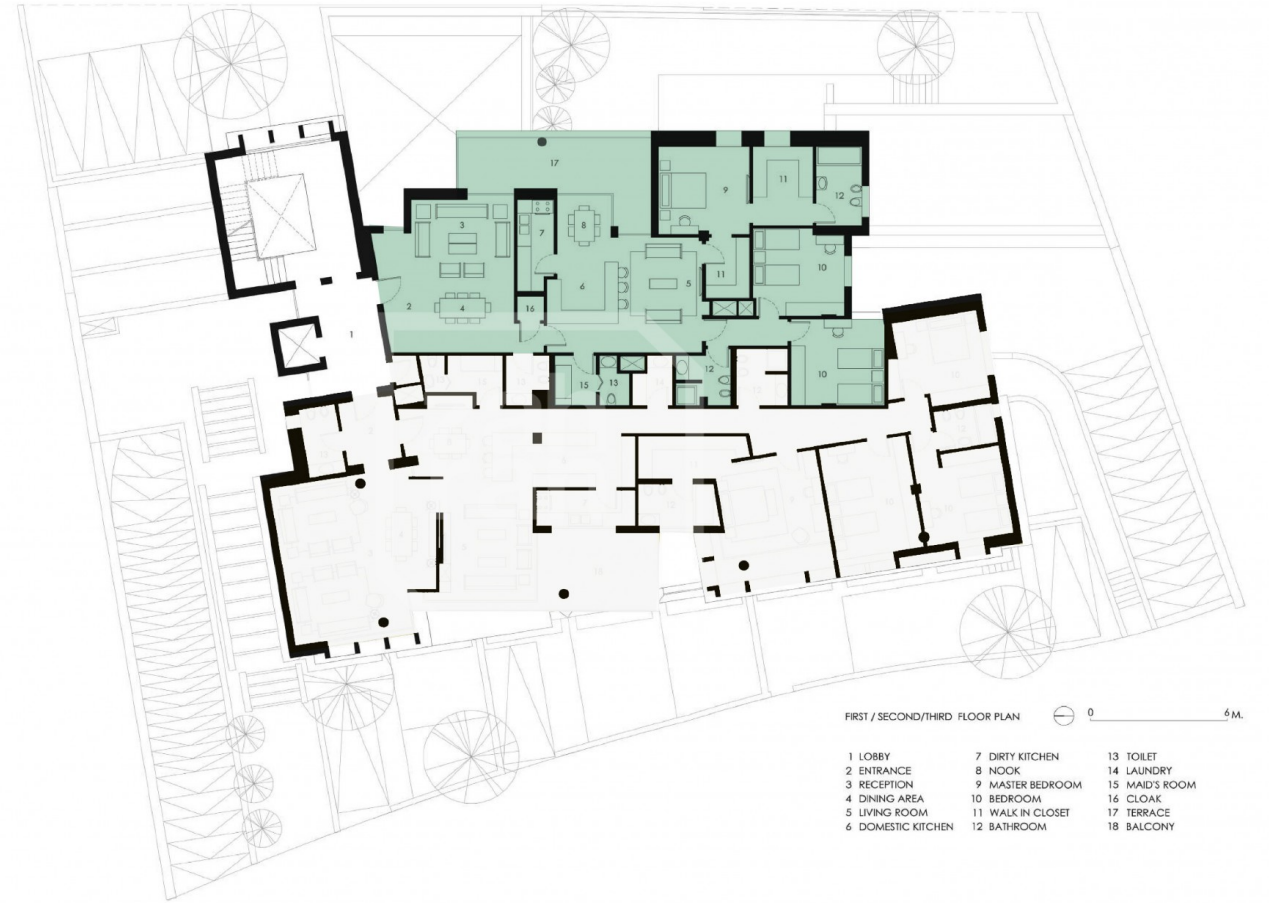 17
9
11
12
3
8
7
10
11
5
6
2
4
16
1
12
15
13
10
FIRST / SECOND/THIRD FLOOR PLAN
0
6 M.
1 LOBBY
2 ENTRANCE
3 RECEPTION
4 DINING AREA
5 LIVING ROOM
6 DOMESTIC KITCHEN
7 DIRTY KITCHEN
8 NOOK
9 MASTER BEDROOM
10 BEDROOM
11 WALK IN CLOSET
12 BATHROOM
13 TOILET
14 LAUNDRY
15 MAID'S ROOM
16 CLOAK
17 TERRACE
18 BALCONY